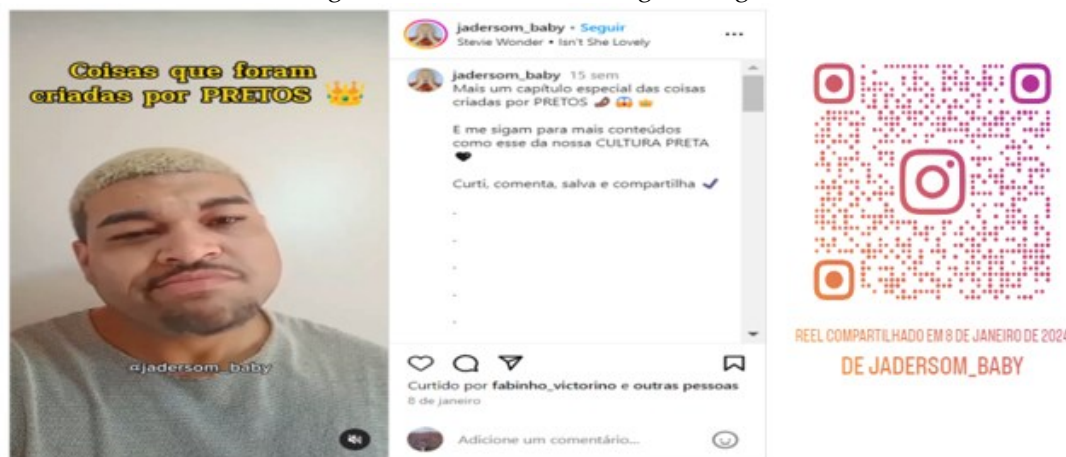 Coisas que foram
criadas por PRETOS 👑
@jadersom_baby
jadersom_baby • Seguir
Stevie Wonder • Isn't She Lovely
jadersom_baby 15 sem
Mais um capítulo especial das coisas
criadas por PRETOS
E me sigam para mais conteúdos
como esse da nossa CULTURA PRETA
🖤
Curti, comenta, salva e compartilha ✔
.
.
.
.
.
Curtido por fabinho_victorino e outras pessoas
8 de janeiro
Adicione um comentário...
REEL COMPARTILHADO EM 8 DE JANEIRO DE 2024
DE JADERSOM_BABY